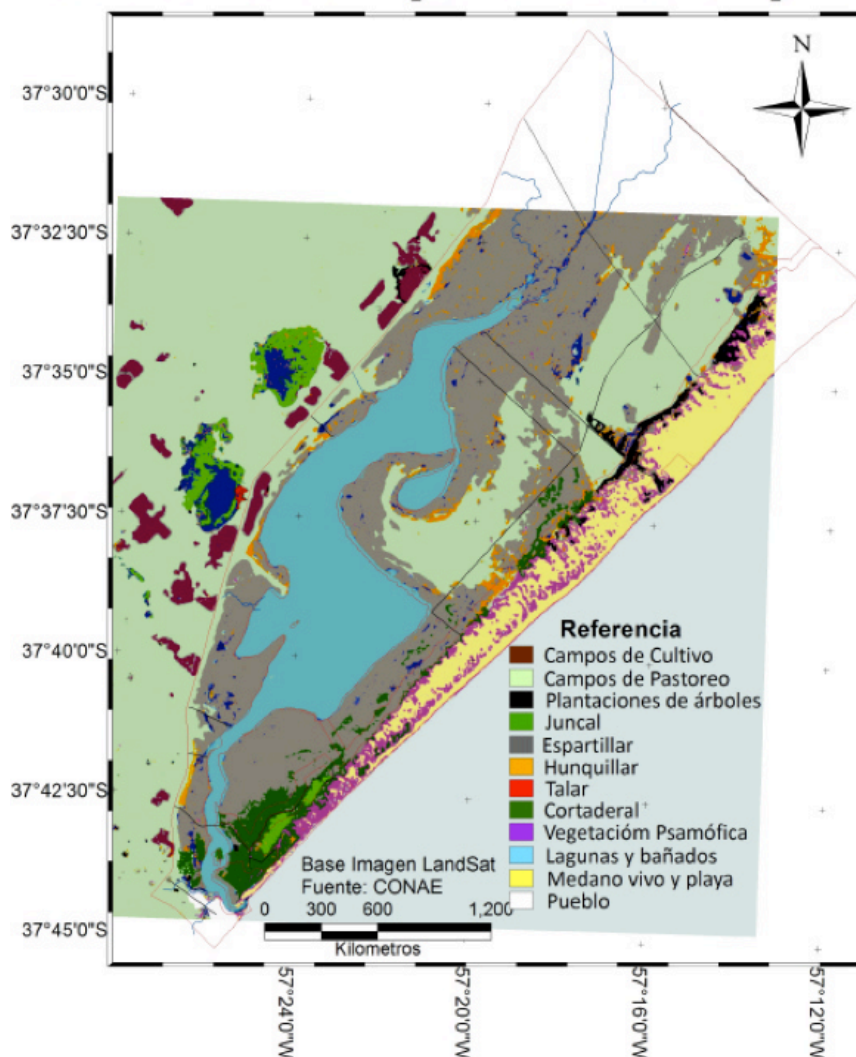 N
37°30'0"S
37°32'30"S
37°35'0"S
37°37'30"S
37°40'0"S
37°42'30"S
37°45'0"S
Referencia
Campos de Cultivo
Campos de Pastoreo
Plantaciones de árboles
Juncal
Espartillar
Hunquillar
Talar
Cortaderal
Vegetacióm Psamófica
Lagunas y bañados
Medano vivo y playa
Pueblo
Base Imagen LandSat
Fuente: CONAE
0 300 600 1,200
Kilometros
57°24'0"W
57°20'0"W
57°16'0"W
57°12'0"W